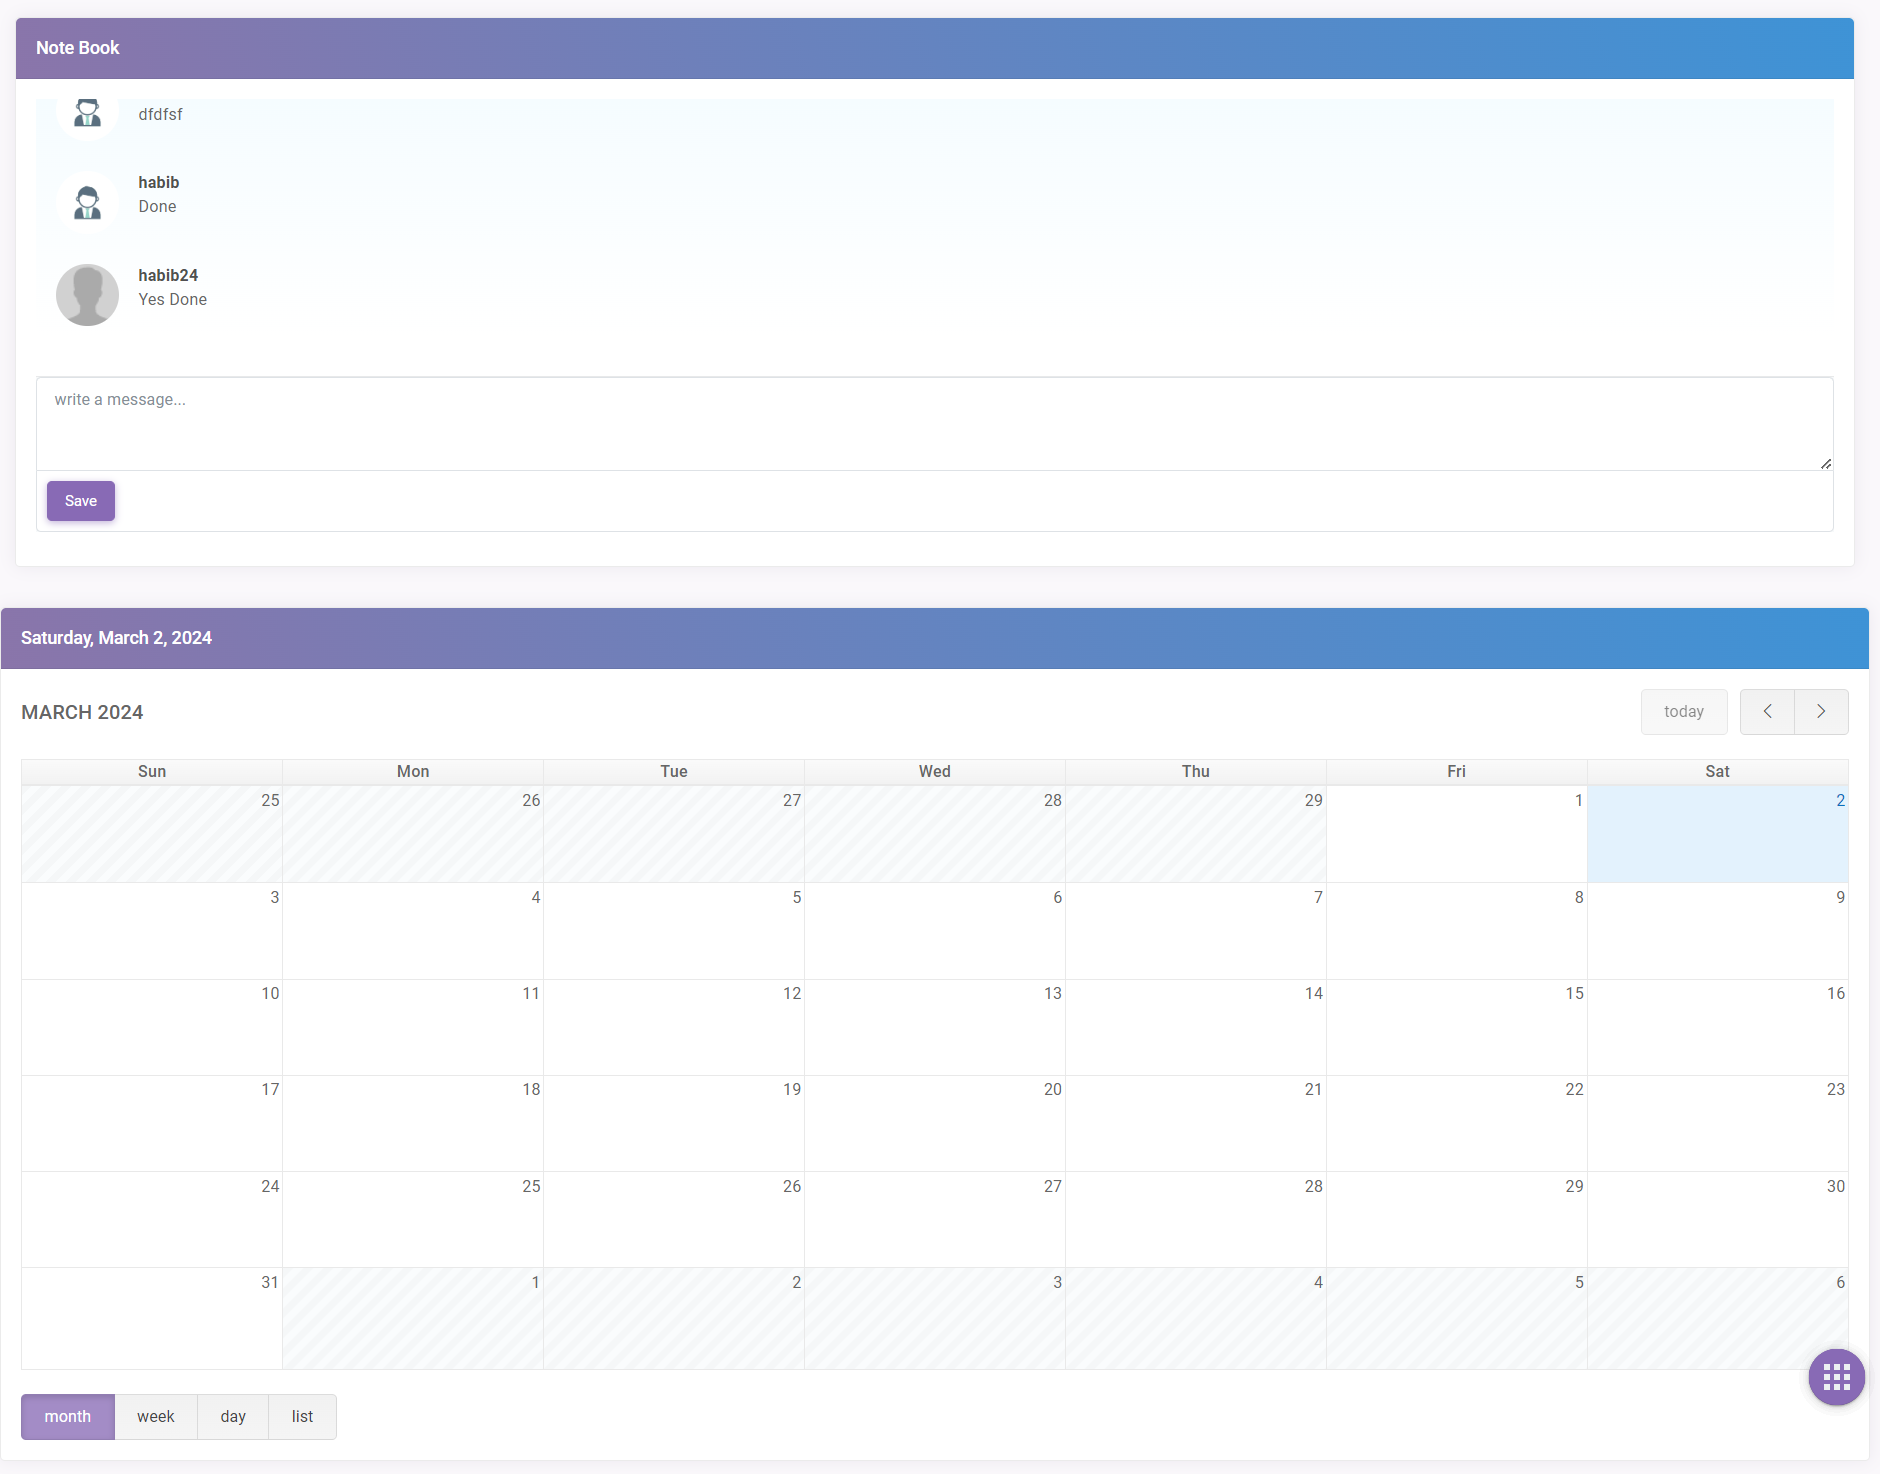 Note Book
dfdfsf
habib
Done
habib24
Yes Done
write a message...
Save
Saturday, March 2, 2024
MARCH 2024
today
Sun Mon Tue Wed Thu Fri Sat
25 26 27 28 29 1 2
3 4 5 6 7 8 9
10 11 12 13 14 15 16
17 18 19 20 21 22 23
24 25 26 27 28 29 30
31 1 2 3 4 5 6
month week day list